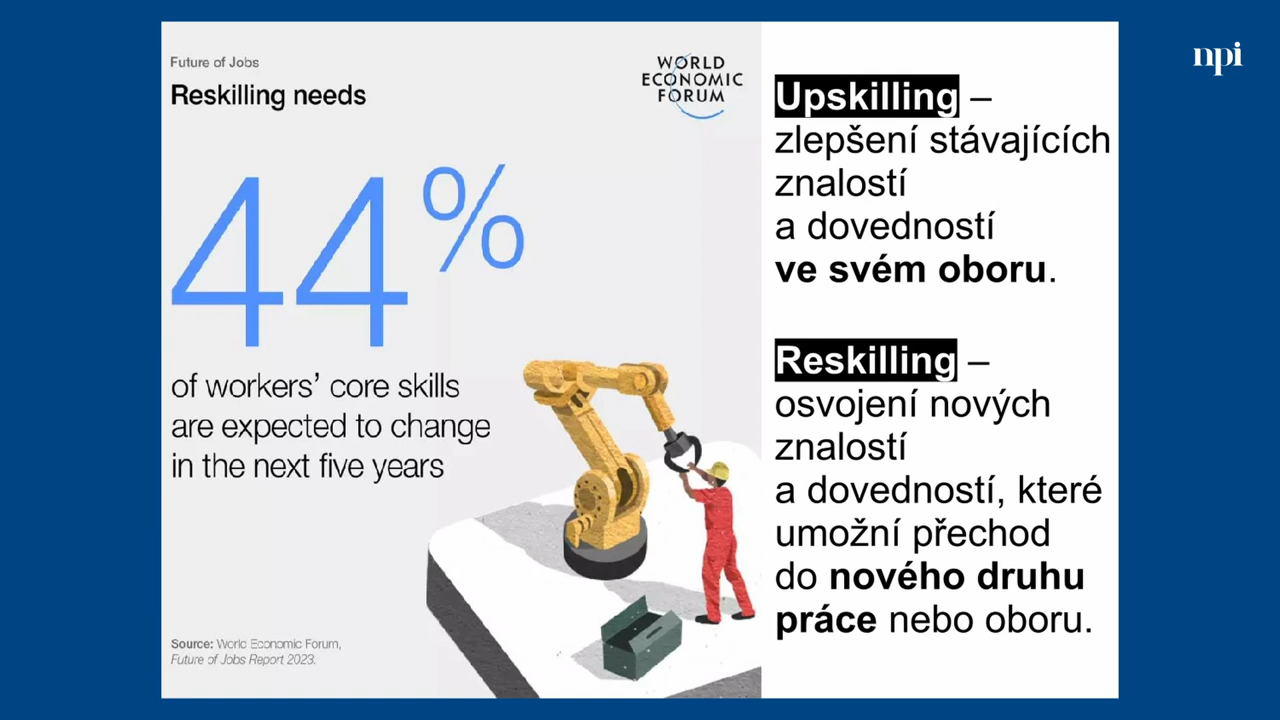 Future of Jobs
Reskilling needs
WORLD
ECONOMIC
FORUM
44%
of workers’ core skills
are expected to change
in the next five years
Source: World Economic Forum,
Future of Jobs Report 2023.
Upskilling –
zlepšení stávajících
znalostí
a dovedností
ve svém oboru.
Reskilling –
osvojení nových
znalostí
a dovedností, které
umožní přechod
do nového druhu
práce nebo oboru.
npi